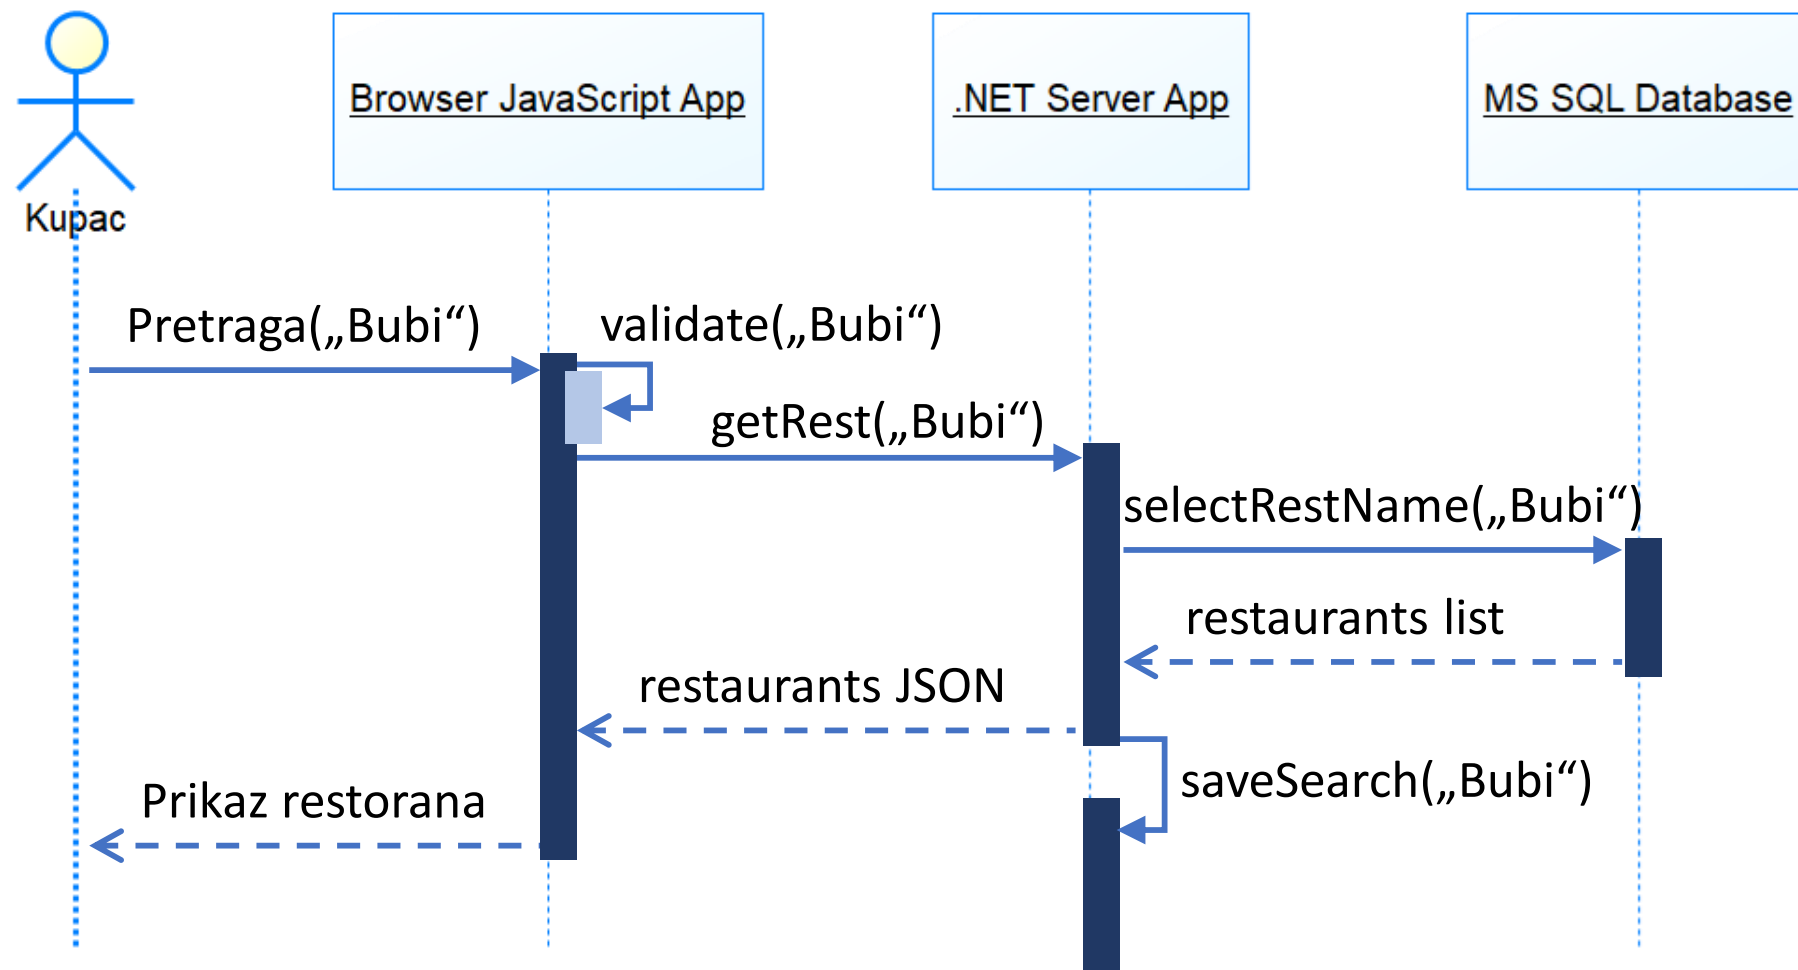 Browser JavaScript App
.NET Server App
MS SQL Database
Kupac
Pretraga(„Bubi“)
validate(„Bubi“)
getRest(„Bubi“)
selectRestName(„Bubi“)
restaurants list
restaurants JSON
saveSearch(„Bubi“)
Prikaz restorana